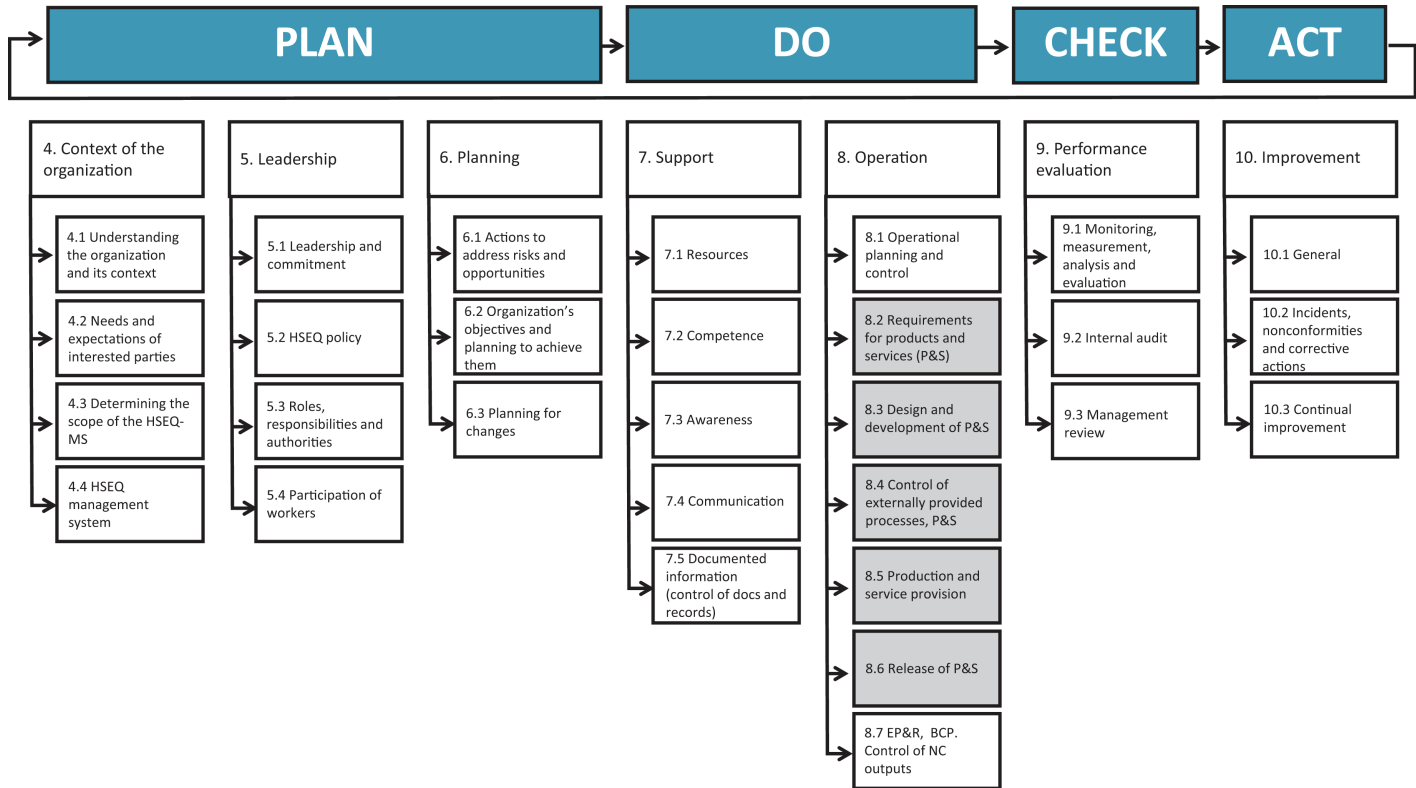 PLAN
DO
CHECK
ACT
4. Context of the
organization
4.1 Understanding
the organization
and its context
4.2 Needs and
expectations of
interested parties
4.3 Determining the
scope of the HSEQ-
MS
4.4 HSEQ
management
system
5. Leadership
5.1 Leadership and
commitment
5.2 HSEQ policy
5.3 Roles,
responsibilities and
authorities
5.4 Participation of
workers
6. Planning
6.1 Actions to
address risks and
opportunities
6.2 Organization’s
objectives and
planning to achieve
them
6.3 Planning for
changes
7. Support
7.1 Resources
7.2 Competence
7.3 Awareness
7.4 Communication
7.5 Documented
information
(control of docs and
records)
8. Operation
8.1 Operational
planning and
control
8.2 Requirements
for products and
services (P&S)
8.3 Design and
development of P&S
8.4 Control of
externally provided
processes, P&S
8.5 Production and
service provision
8.6 Release of P&S
8.7 EP&R, BCP.
Control of NC
outputs
9. Performance
evaluation
9.1 Monitoring,
measurement,
analysis and
evaluation
9.2 Internal audit
9.3 Management
review
10. Improvement
10.1 General
10.2 Incidents,
nonconformities
and corrective
actions
10.3 Continual
improvement